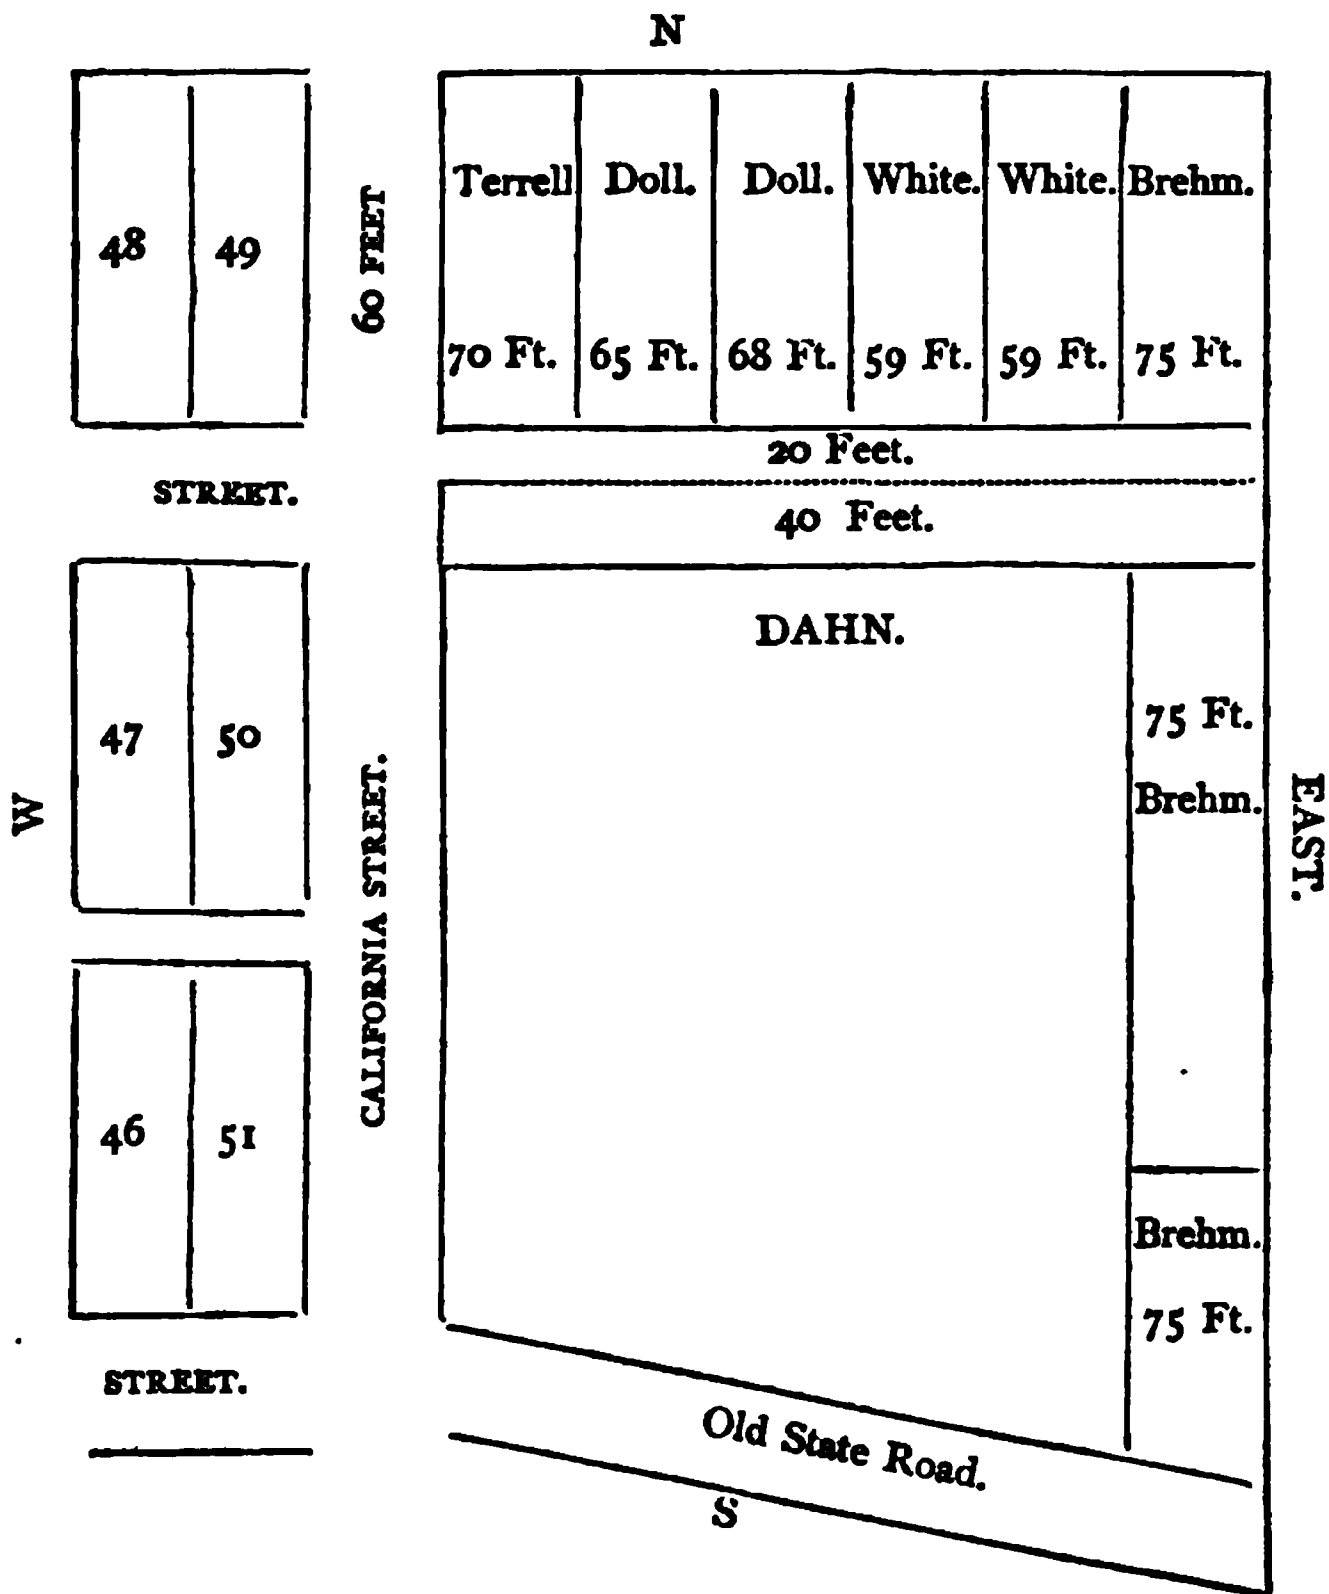 N
Terrell Doll. Doll. White. White. Brehm.
48 49
60 FEET
70 Ft. 65 Ft. 68 Ft. 59 Ft. 59 Ft. 75 Ft.
20 Feet.
STREET.
40 Feet.
DAHN.
47 50
75 Ft.
Brehm.
W
CALIFORNIA STREET.
EAST.
46 51
Brehm.
75 Ft.
STREET.
Old State Road.
S